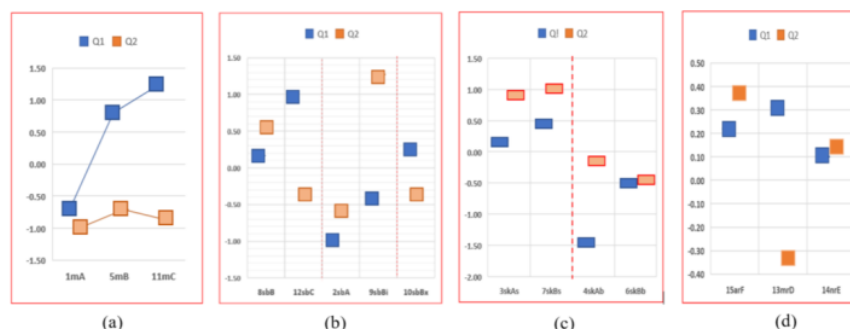 Q1 Q2
1.50
1.00
0.50
0.00
-0.50
-1.00
-1.50
1mA 5mB 11mC
(a)
Q1 Q2
1.50
1.00
0.50
0.00
-0.50
-1.00
-1.50
8sbB 12sbC 2sbA 9sbBi 10sbBx
(b)
Q! Q2
1.50
1.00
0.50
0.00
-0.50
-1.00
-1.50
-2.00
3skAs 7skBs 4skAb 6skBb
(c)
Q1 Q2
0.50
0.40
0.30
0.20
0.10
0.00
-0.10
-0.20
-0.30
-0.40
15arF 13mrD 14nrE
(d)